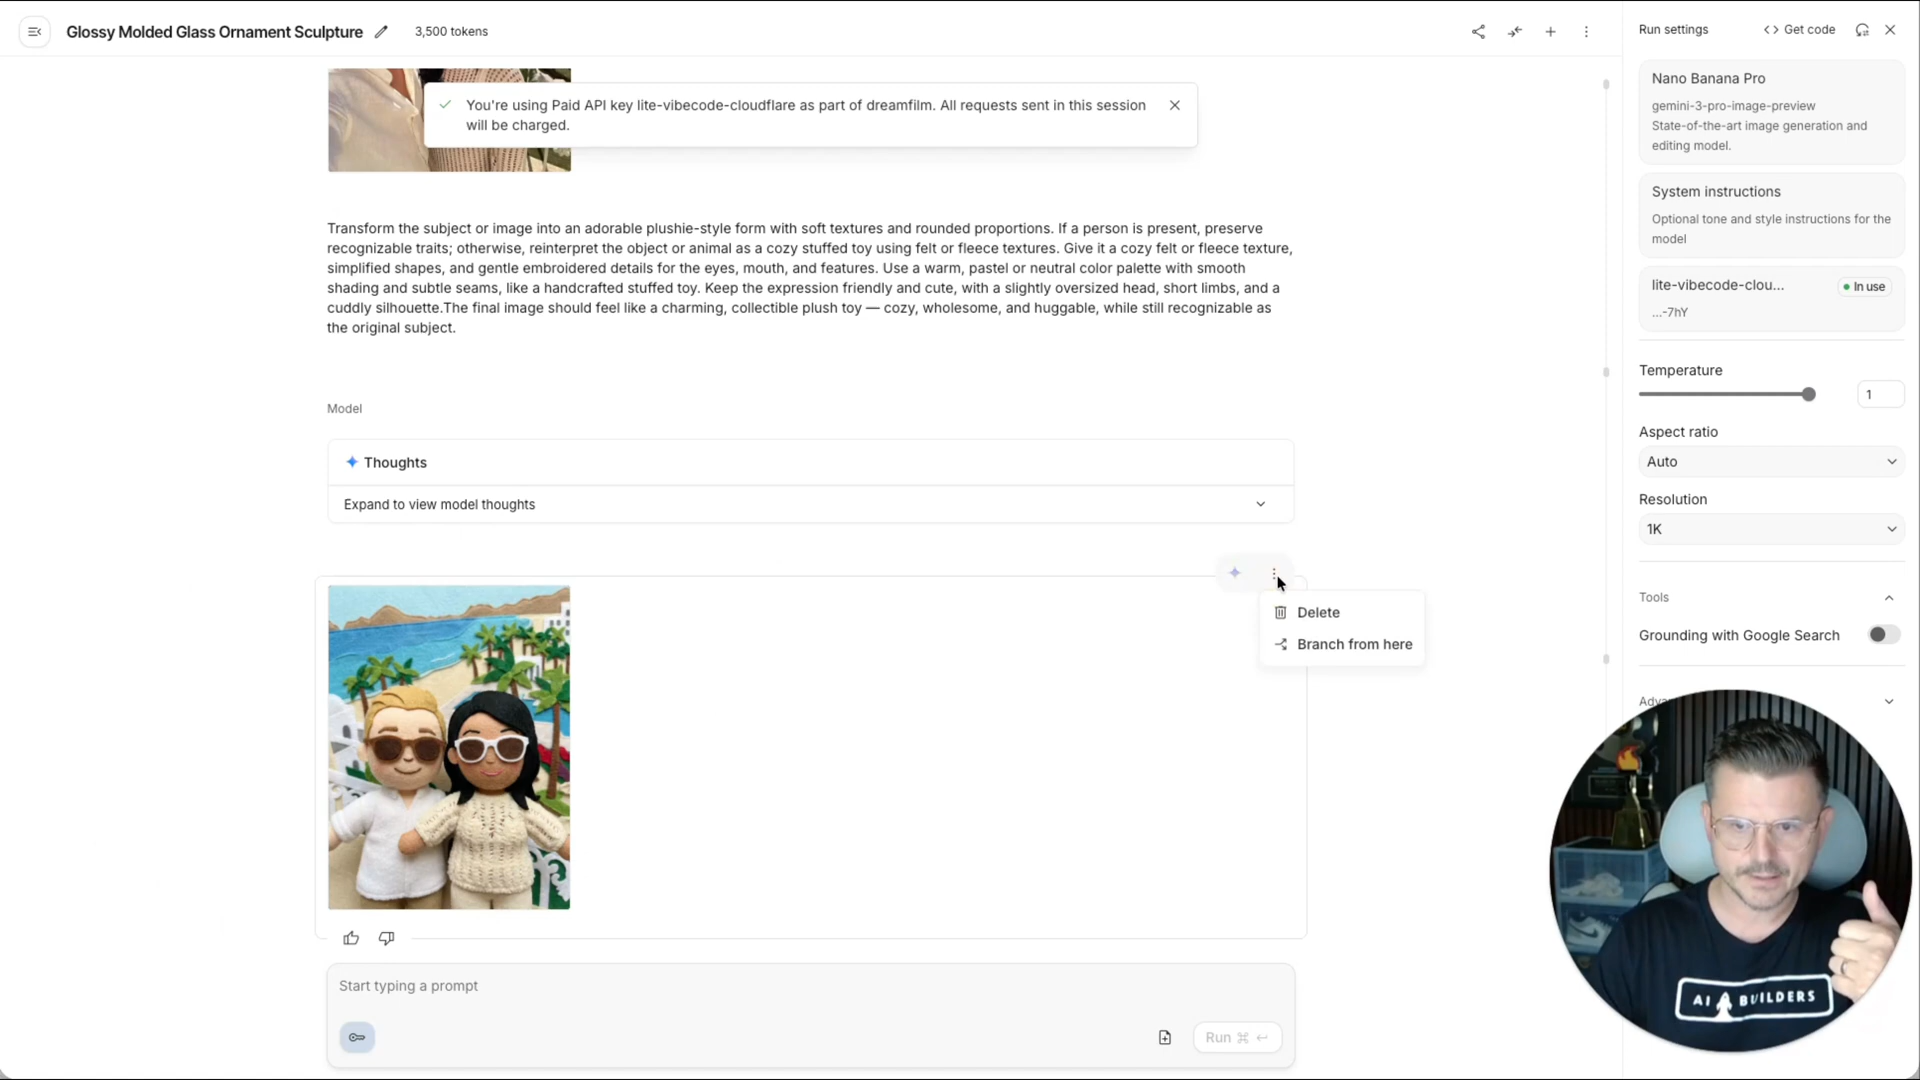 Glossy Molded Glass Ornament Sculpture
3,500 tokens
You're using Paid API key lite-vibecode-cloudflare as part of dreamfilm. All requests sent in this session
will be charged.
Transform the subject or image into an adorable plushie-style form with soft textures and rounded proportions. If a person is present, preserve
recognizable traits; otherwise, reinterpret the object or animal as a cozy stuffed toy using felt or fleece textures. Give it a cozy felt or fleece texture,
simplified shapes, and gentle embroidered details for the eyes, mouth, and features. Use a warm, pastel or neutral color palette with smooth
shading and subtle seams, like a handcrafted stuffed toy. Keep the expression friendly and cute, with a slightly oversized head, short limbs, and a
cuddly silhouette.The final image should feel like a charming, collectible plush toy — cozy, wholesome, and huggable, while still recognizable as
the original subject.
Model
Thoughts
Expand to view model thoughts
Delete
Branch from here
Start typing a prompt
Run ⌘ ↩
Run settings
<> Get code
Nano Banana Pro
gemini-3-pro-image-preview
State-of-the-art image generation and
editing model.
System instructions
Optional tone and style instructions for the
model
lite-vibecode-clou...
In use
...-7hY
Temperature
1
Aspect ratio
Auto
Resolution
1K
Tools
Grounding with Google Search
AI BUILDERS